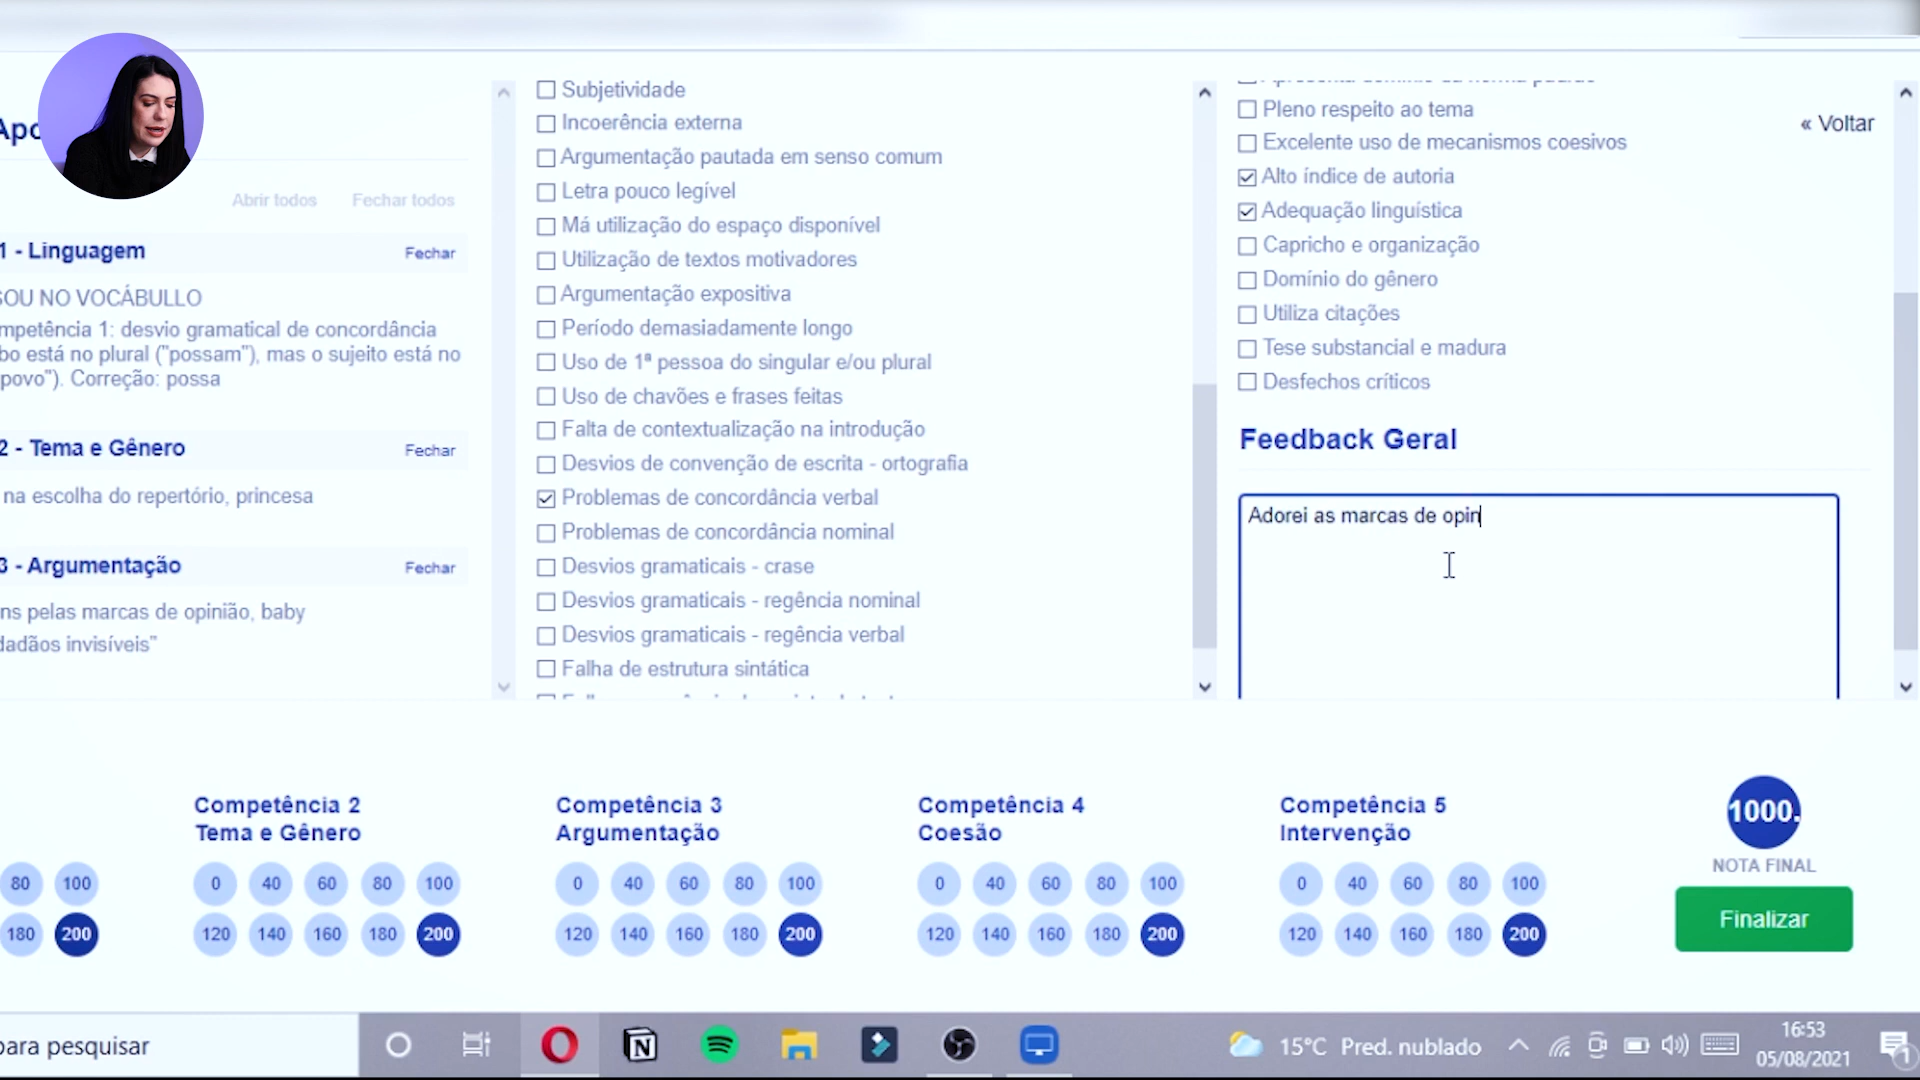 Abrir todos
Fechar todos
1 - Linguagem
Fechar
SOU NO VOCÁBULLO
mpetência 1: desvio gramatical de concordância
bo está no plural ("possam"), mas o sujeito está no
povo"). Correção: possa
2 - Tema e Gênero
Fechar
na escolha do repertório, princesa
3 - Argumentação
Fechar
ns pelas marcas de opinião, baby
dadãos invisíveis"
Subjetividade
Incoerência externa
Argumentação pautada em senso comum
Letra pouco legível
Má utilização do espaço disponível
Utilização de textos motivadores
Argumentação expositiva
Período demasiadamente longo
Uso de 1ª pessoa do singular e/ou plural
Uso de chavões e frases feitas
Falta de contextualização na introdução
Desvios de convenção de escrita - ortografia
Problemas de concordância verbal
Problemas de concordância nominal
Desvios gramaticais - crase
Desvios gramaticais - regência nominal
Desvios gramaticais - regência verbal
Falha de estrutura sintática
Pleno respeito ao tema
Excelente uso de mecanismos coesivos
Alto índice de autoria
Adequação linguística
Capricho e organização
Domínio do gênero
Utiliza citações
Tese substancial e madura
Desfechos críticos
« Voltar
Feedback Geral
Adorei as marcas de opin
80 100
180 200
Competência 2
Tema e Gênero
0 40 60 80 100
120 140 160 180 200
Competência 3
Argumentação
0 40 60 80 100
120 140 160 180 200
Competência 4
Coesão
0 40 60 80 100
120 140 160 180 200
Competência 5
Intervenção
0 40 60 80 100
120 140 160 180 200
1000.
NOTA FINAL
Finalizar
para pesquisar
15°C Pred. nublado
16:53
05/08/2021
1